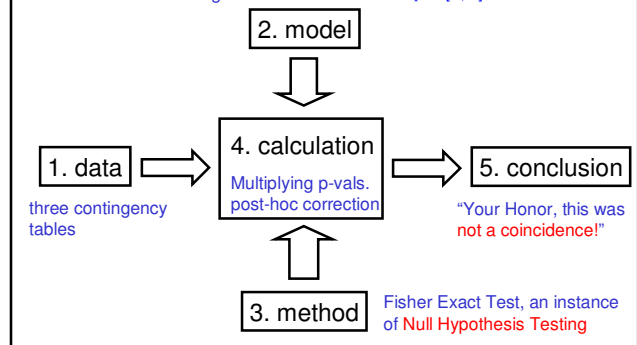 2. model
4. calculation
Multiplying p-vals.
post-hoc correction
1. data
three contingency
tables
5. conclusion
“Your Honor, this was
not a coincidence!”
3. method
Fisher Exact Test, an instance
of Null Hypothesis Testing